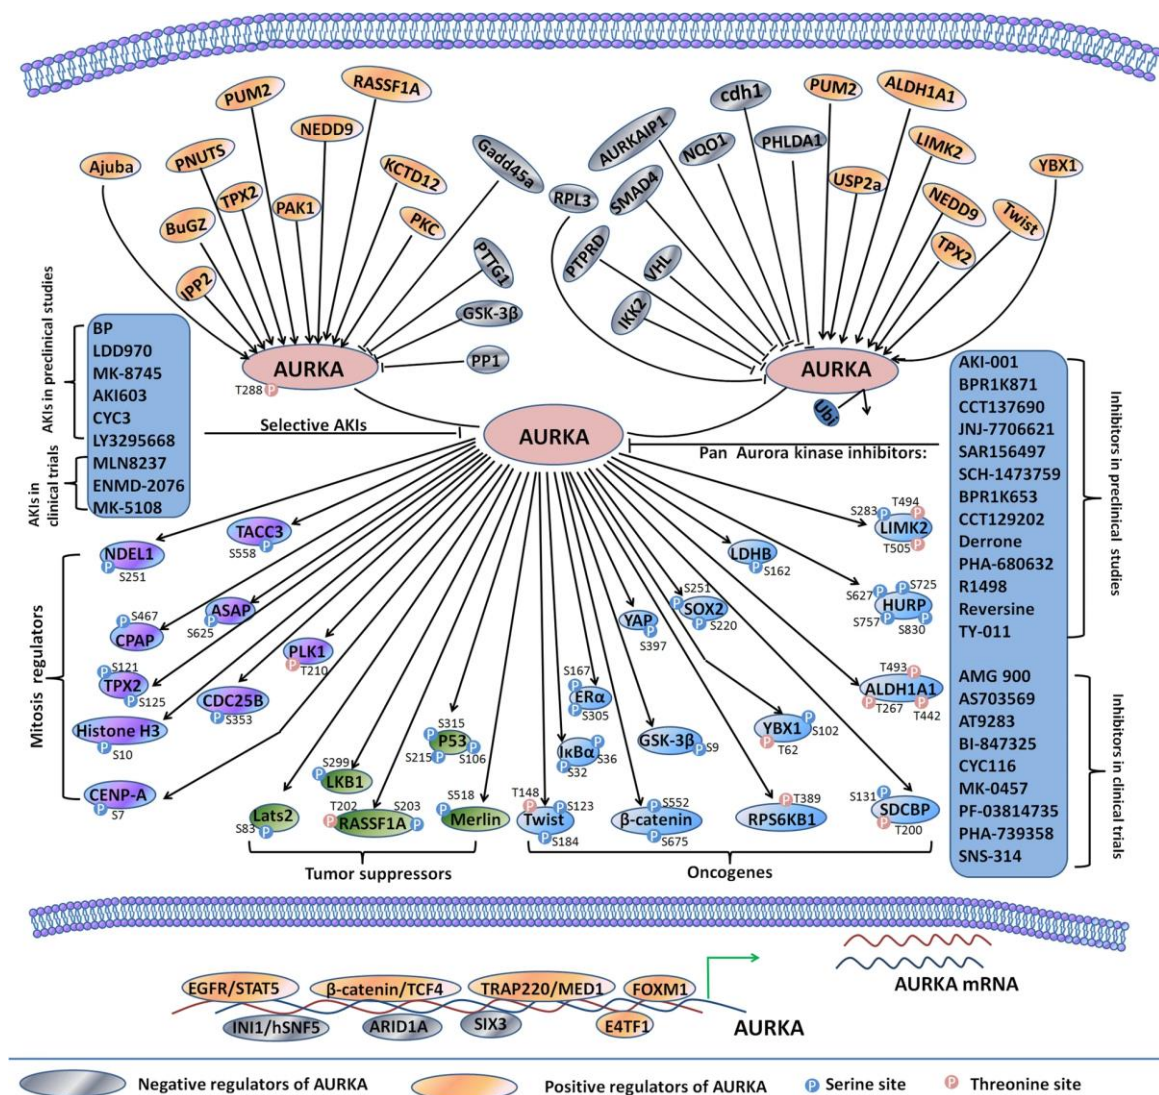 RASSF1A
PUM2
NEDD9
Ajuba
PNUTS
TPX2
KCTD12
Gadd45a
PAK1
BuGZ
PKC
IPP2
PTTG1
GSK-3β
PP1
AURKA
T288
P
cdh1
PUM2
ALDH1A1
AURKAIP1
NQO1
PHLDA1
LIMK2
YBX1
RPL3
SMAD4
USP2a
NEDD9
Twist
PTPRD
VHL
TPX2
IKK2
AURKA
Ubi
AKIs in preclinical studies
BP
LDD970
MK-8745
AKI603
CYC3
LY3295668
AKIs in
clinical trials
MLN8237
ENMD-2076
MK-5108
Selective AKIs
AURKA
Pan Aurora kinase inhibitors:
AKI-001
BPR1K871
CCT137690
JNJ-7706621
SAR156497
SCH-1473759
BPR1K653
CCT129202
Derrone
PHA-680632
R1498
Reversine
TY-011
Inhibitors in preclinical studies
AMG 900
AS703569
AT9283
BI-847325
CYC116
MK-0457
PF-03814735
PHA-739358
SNS-314
Inhibitors in clinical trials
Mitosis regulators
NDEL1
P
S251
TACC3
S558
P
S467
P
CPAP
ASAP
S625
P
S121
P
TPX2
P
S125
PLK1
P
T210
CDC25B
P
S353
Histone H3
P
S10
CENP-A
P
S7
S315
P
P53
S215
P
P
S106
S299
P
LKB1
Lats2
S83
P
T202
S203
P
RASSF1A
P
S518
P
Merlin
Tumor suppressors
LDHB
P
S162
S283
P
T494
P
LIMK2
T505
P
S251
P
SOX2
P
S220
YAP
P
S397
S627
P
P
S725
HURP
S757
P
P
S830
S167
P
ERα
P
S305
T493
P
ALDH1A1
P
T267
P
T442
IκBα
P
S36
P
S32
GSK-3β
P
S9
YBX1
P
S102
P
T62
T148
P
P
S123
Twist
P
S184
P
S552
β-catenin
P
S675
P
T389
RPS6KB1
S131
P
SDCBP
P
T200
Oncogenes
EGFR/STAT5
β-catenin/TCF4
TRAP220/MED1
FOXM1
INI1/hSNF5
ARID1A
SIX3
E4TF1
AURKA
AURKA mRNA
Negative regulators of AURKA
Positive regulators of AURKA
P Serine site
P Threonine site